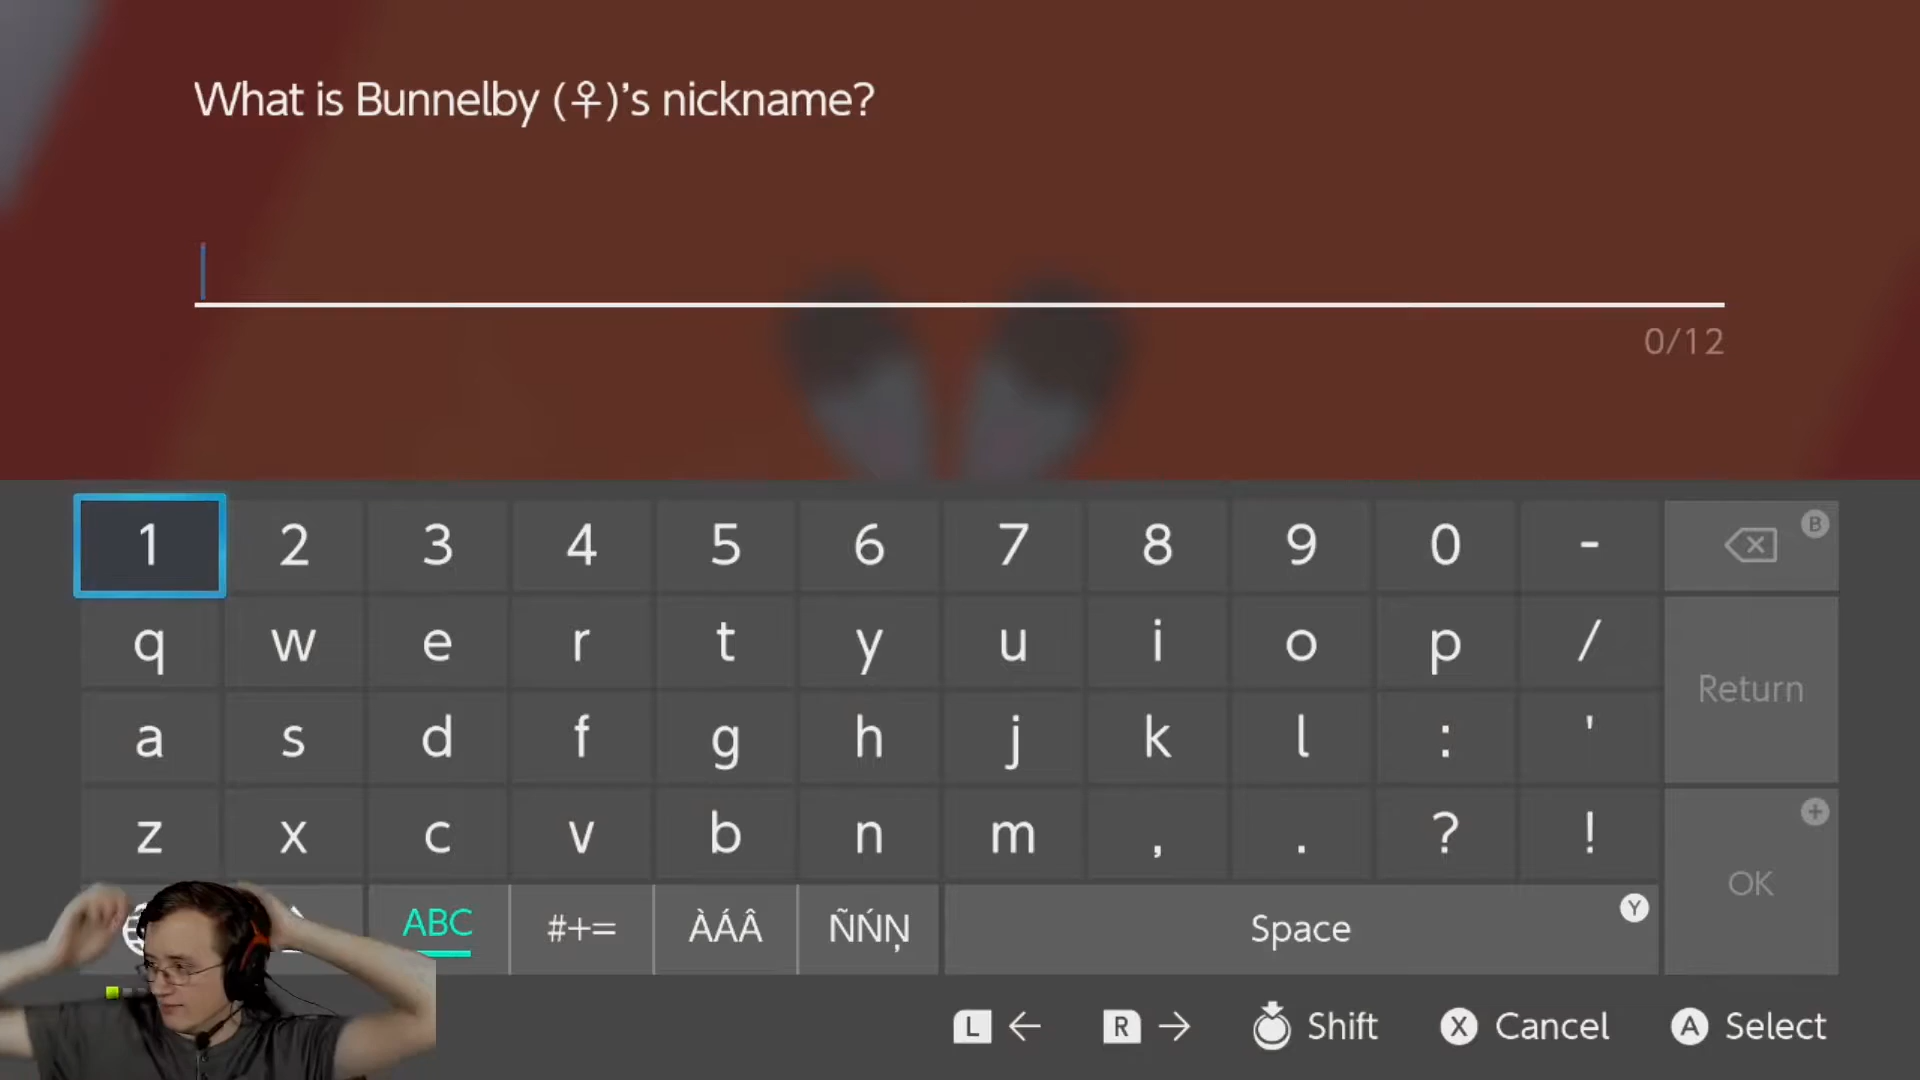 What is Bunnelby (♀)'s nickname?
0/12
1 2 3 4 5 6 7 8 9 0 - B
q w e r t y u i o p /
Return
a s d f g h j k l : '
z x c v b n m , . ? ! +
OK
ABC #+= ÀÁÂ ÑŃŅ Space Y
L ← R → Shift X Cancel A Select